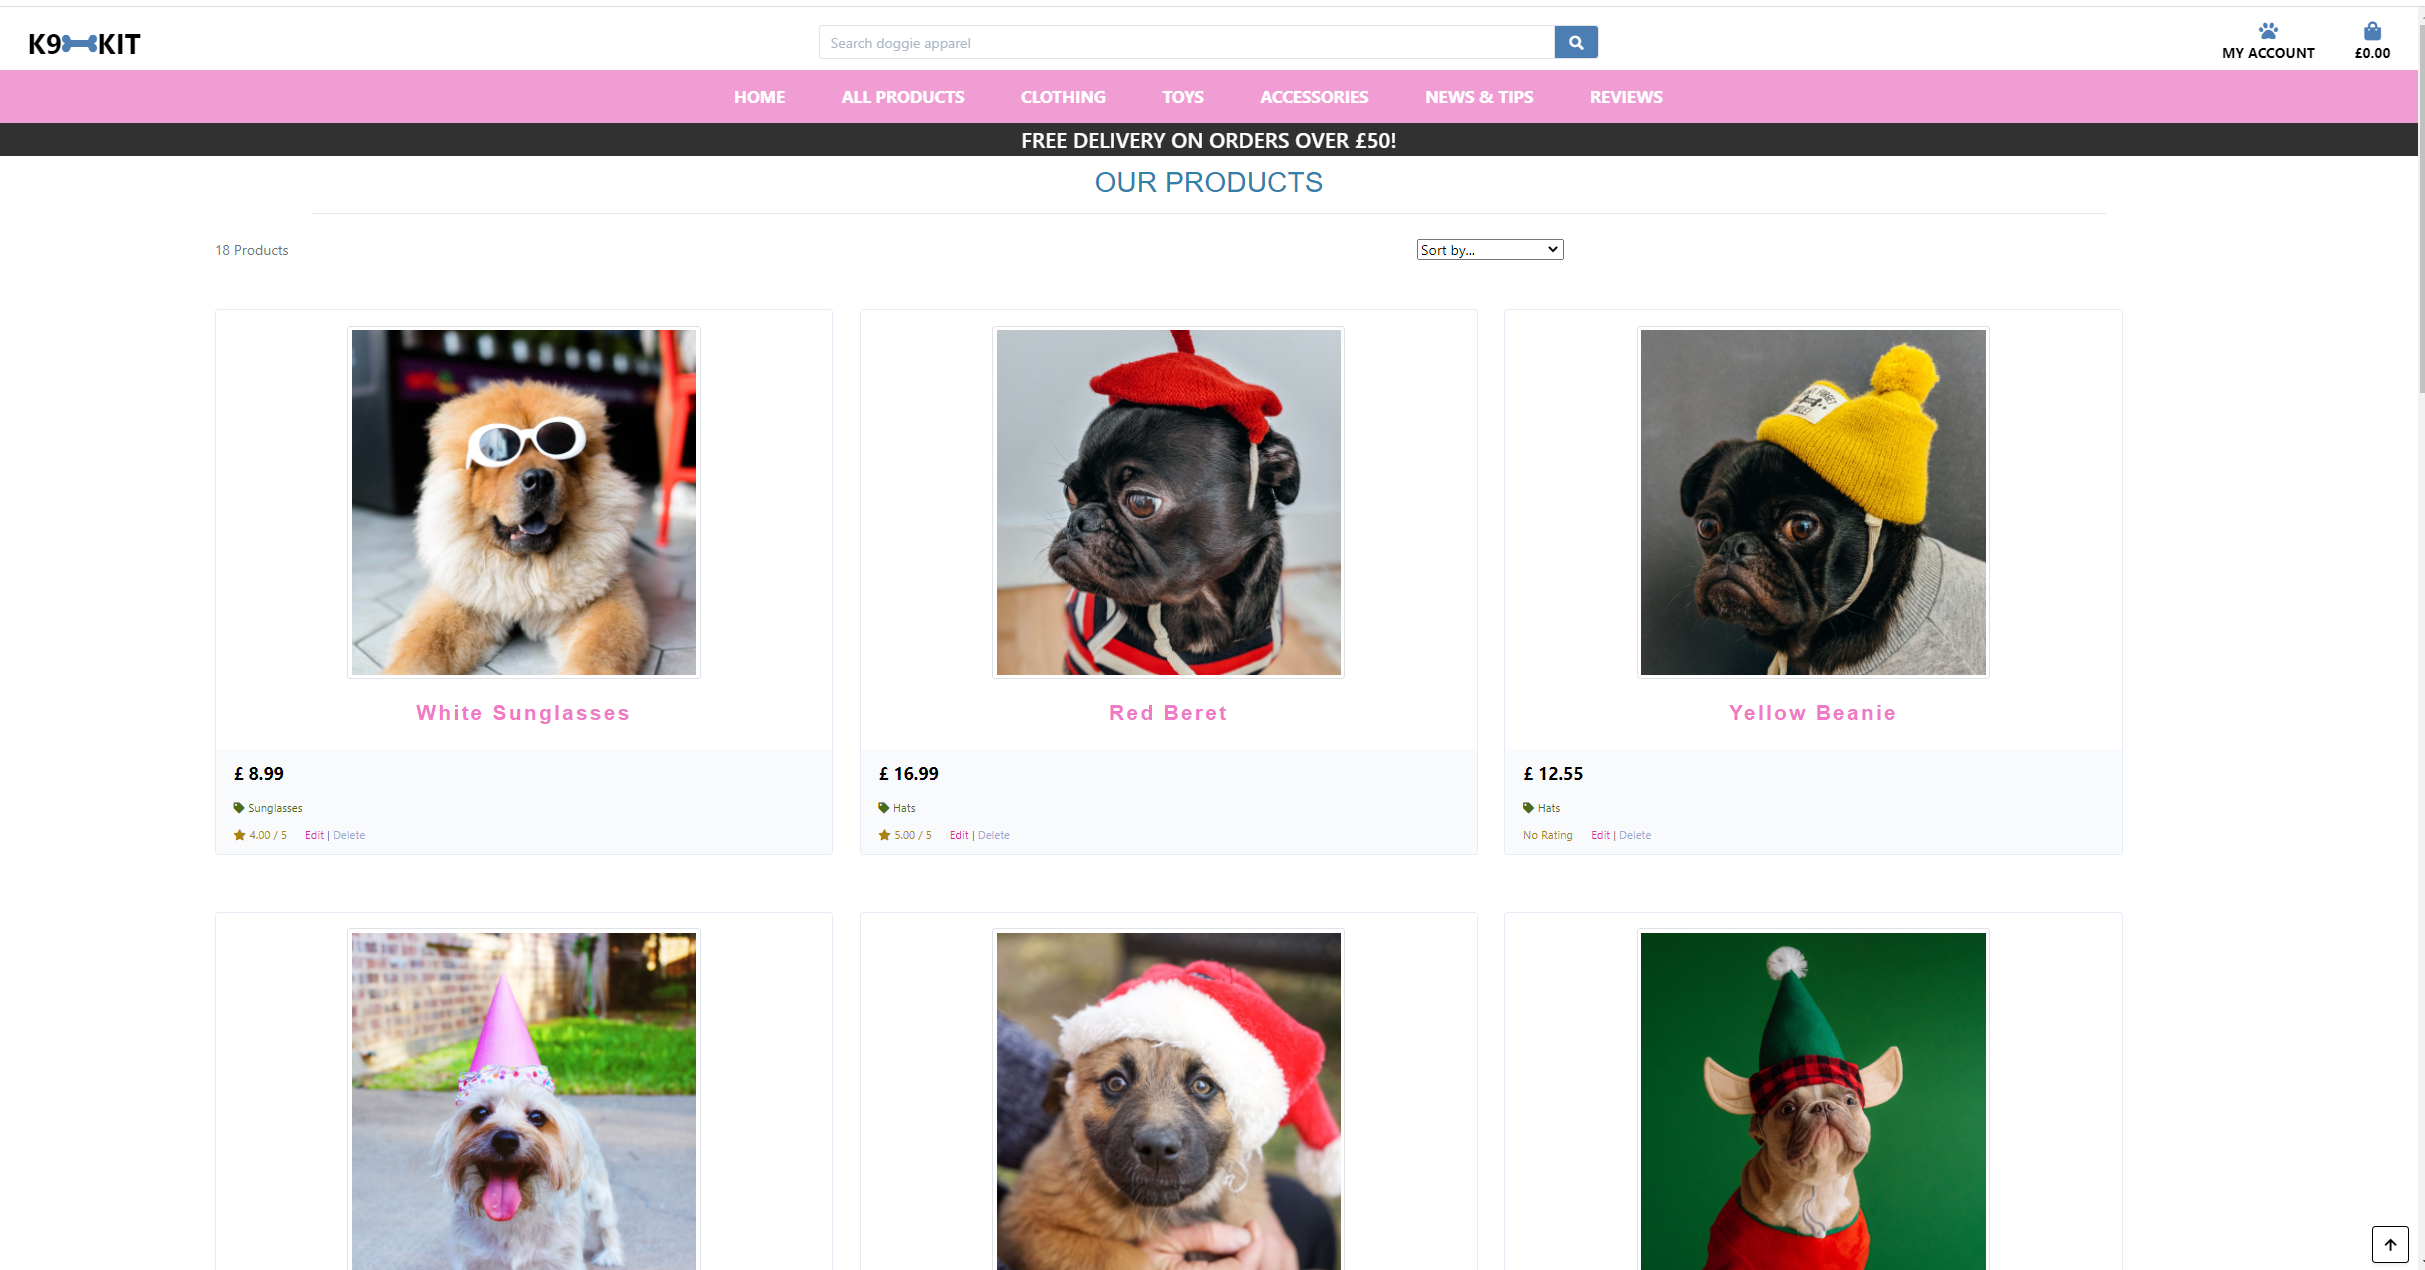 K9 KIT
Search doggie apparel
MY ACCOUNT
£0.00
HOME ALL PRODUCTS CLOTHING TOYS ACCESSORIES NEWS & TIPS REVIEWS
FREE DELIVERY ON ORDERS OVER £50!
OUR PRODUCTS
18 Products
Sort by...
White Sunglasses
£ 8.99
Sunglasses
4.00 / 5 Edit | Delete
Red Beret
£ 16.99
Hats
5.00 / 5 Edit | Delete
Yellow Beanie
£ 12.55
Hats
No Rating Edit | Delete